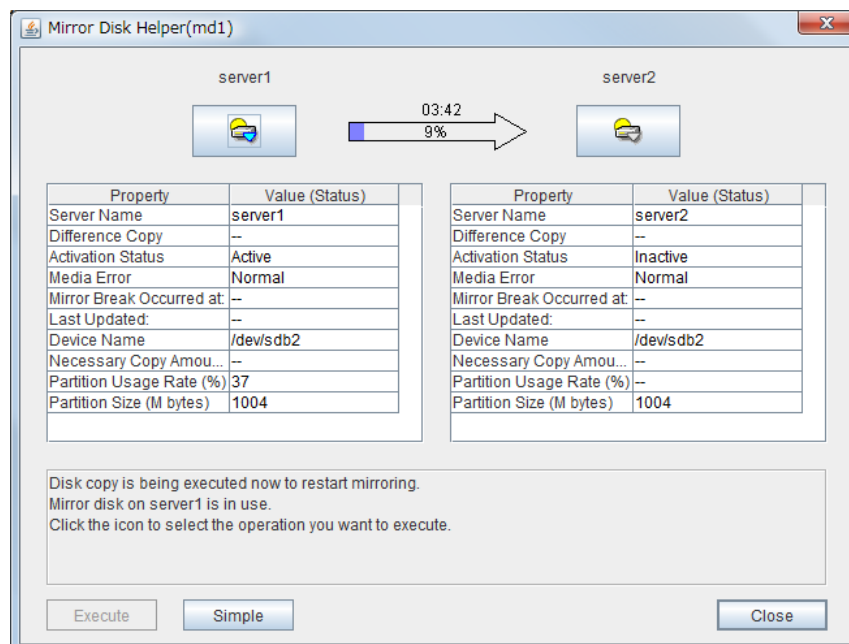 Mirror Disk Helper(md1)
server1
server2
03:42
9%
Property Value (Status)
Server Name server1
Difference Copy --
Activation Status Active
Media Error Normal
Mirror Break Occurred at: --
Last Updated: --
Device Name /dev/sdb2
Necessary Copy Amou... --
Partition Usage Rate (%) 37
Partition Size (M bytes) 1004
Property Value (Status)
Server Name server2
Difference Copy --
Activation Status Inactive
Media Error Normal
Mirror Break Occurred at: --
Last Updated: --
Device Name /dev/sdb2
Necessary Copy Amou... --
Partition Usage Rate (%) --
Partition Size (M bytes) 1004
Disk copy is being executed now to restart mirroring.
Mirror disk on server1 is in use.
Click the icon to select the operation you want to execute.
Execute
Simple
Close